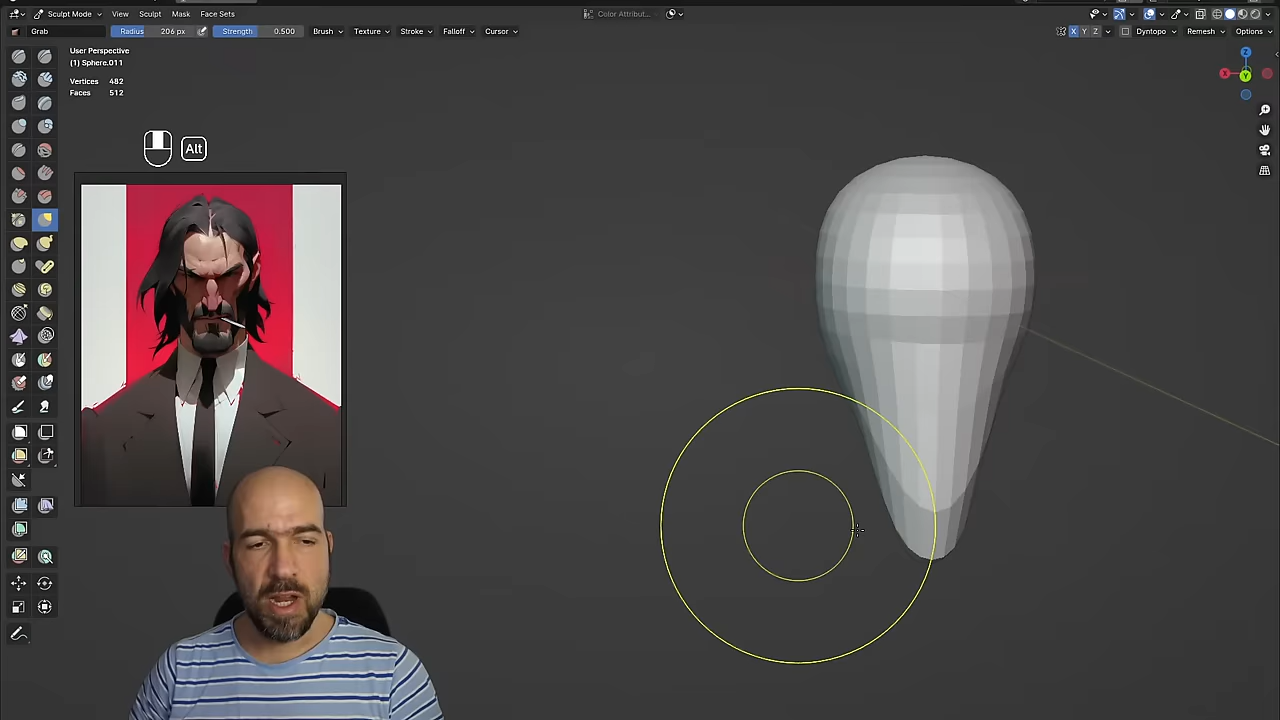 Sculpt Mode View Sculpt Mask Face Sets Color Attribut...
Grab Radius 206 px Strength 0.500 Brush Texture Stroke Falloff Cursor X Y Z Dyntopo Remesh Options
User Perspective
(1) Sphere.011
Vertices 482
Faces 512
Z
X
Y
Alt